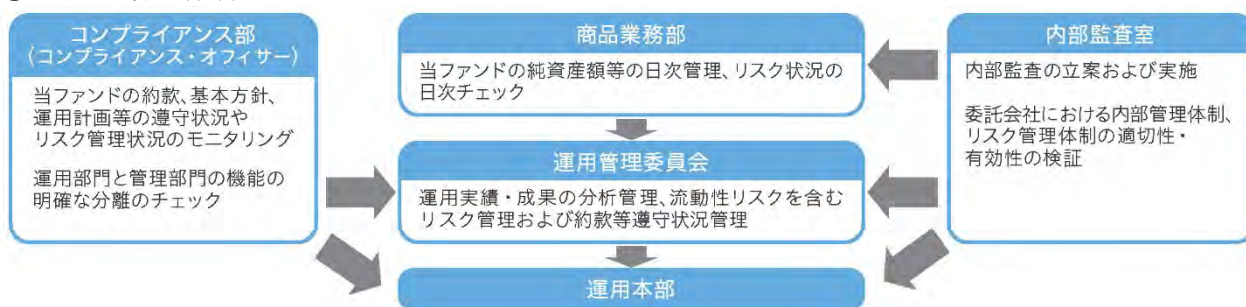 コンプライアンス部
(コンプライアンス・オフィサー)
当ファンドの約款、基本方針、
運用計画等の遵守状況や
リスク管理状況のモニタリング
運用部門と管理部門の機能の
明確な分離のチェック
商品業務部
当ファンドの純資産額等の日次管理、リスク状況の
日次チェック
運用管理委員会
運用実績・成果の分析管理、流動性リスクを含む
リスク管理および約款等遵守状況管理
運用本部
内部監査室
内部監査の立案および実施
委託会社における内部管理体制、
リスク管理体制の適切性・
有効性の検証